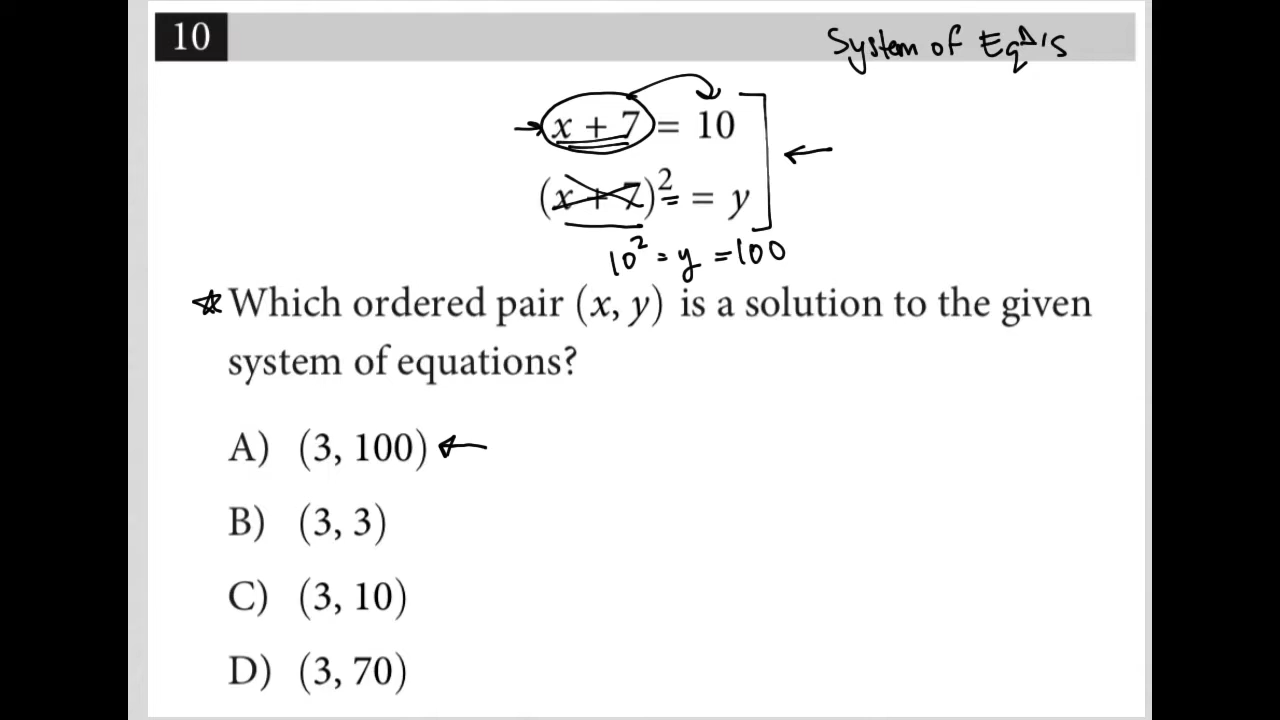 10
System of Eqn's
x + 7 = 10
(x + 7)² = y
10² = y = 100
Which ordered pair (x, y) is a solution to the given
system of equations?
A) (3, 100)
B) (3, 3)
C) (3, 10)
D) (3, 70)